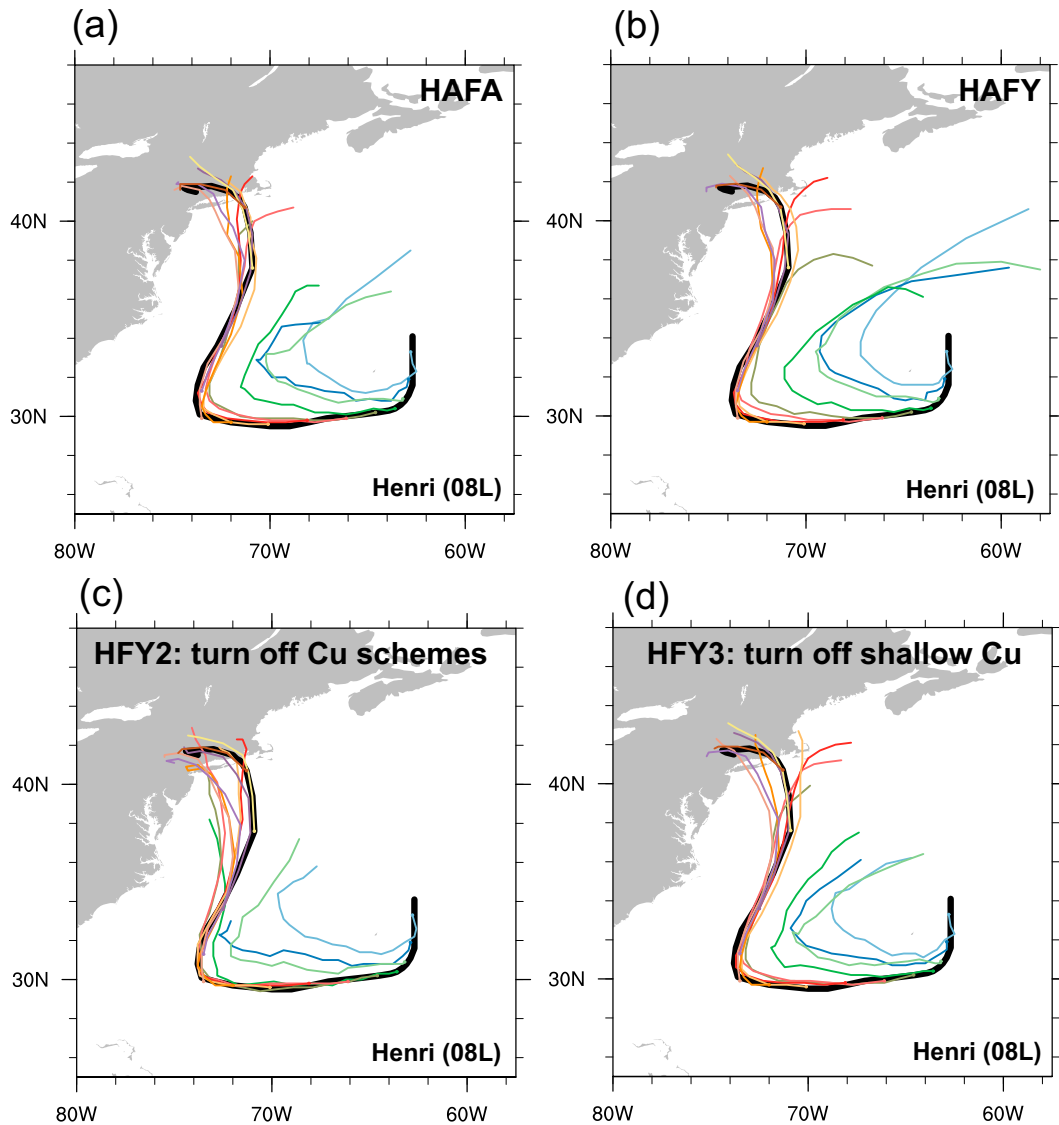 (a)
HAFA
40N
30N
Henri (08L)
80W 70W 60W
(b)
HAFY
40N
30N
Henri (08L)
80W 70W 60W
(c)
HFY2: turn off Cu schemes
40N
30N
Henri (08L)
80W 70W 60W
(d)
HFY3: turn off shallow Cu
40N
30N
Henri (08L)
80W 70W 60W